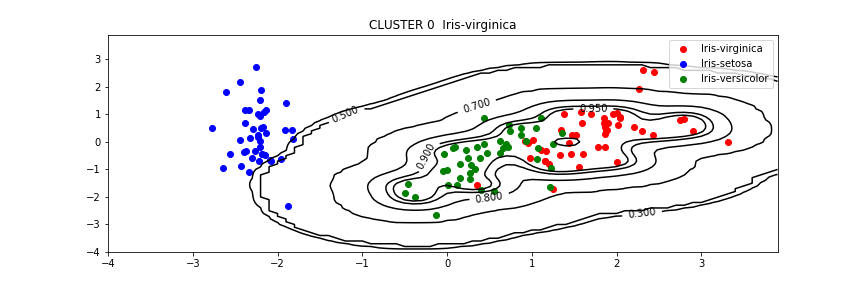 CLUSTER 0 Iris-virginica
Iris-virginica
Iris-setosa
Iris-versicolor
0.500
0.700
0.950
0.900
0.800
0.300
3
2
1
0
−1
−2
−3
−4
−4 −3 −2 −1 0 1 2 3